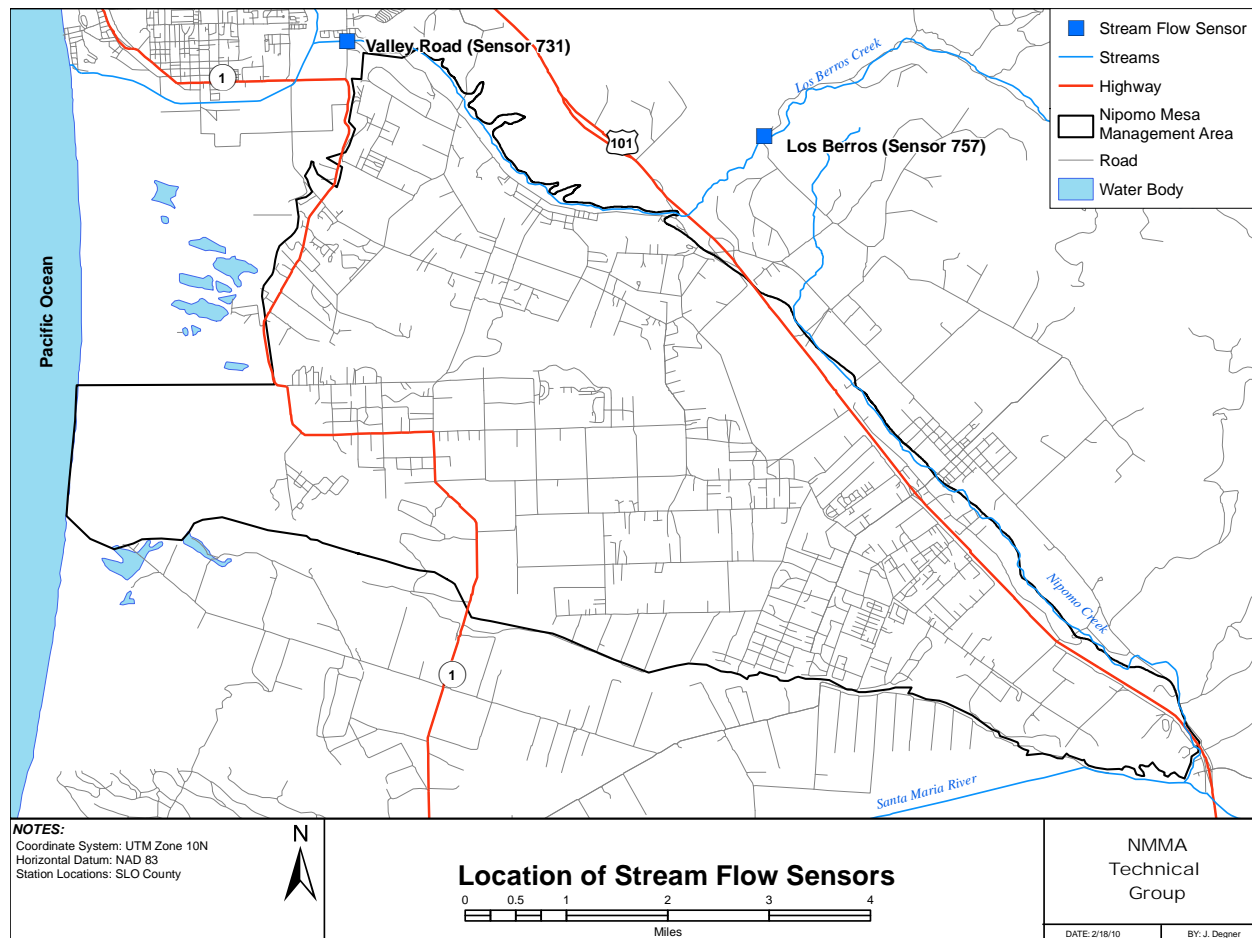 Valley Road (Sensor 731)
1
Los Berros Creek
101
Los Berros (Sensor 757)
Pacific Ocean
Nipomo Creek
1
Santa Maria River
Stream Flow Sensor
Streams
Highway
Nipomo Mesa
Management Area
Road
Water Body
NOTES:
Coordinate System: UTM Zone 10N
Horizontal Datum: NAD 83
Station Locations: SLO County
N
Location of Stream Flow Sensors
0 0.5 1 2 3 4
Miles
NMMA
Technical
Group
DATE: 2/18/10
BY: J. Degner